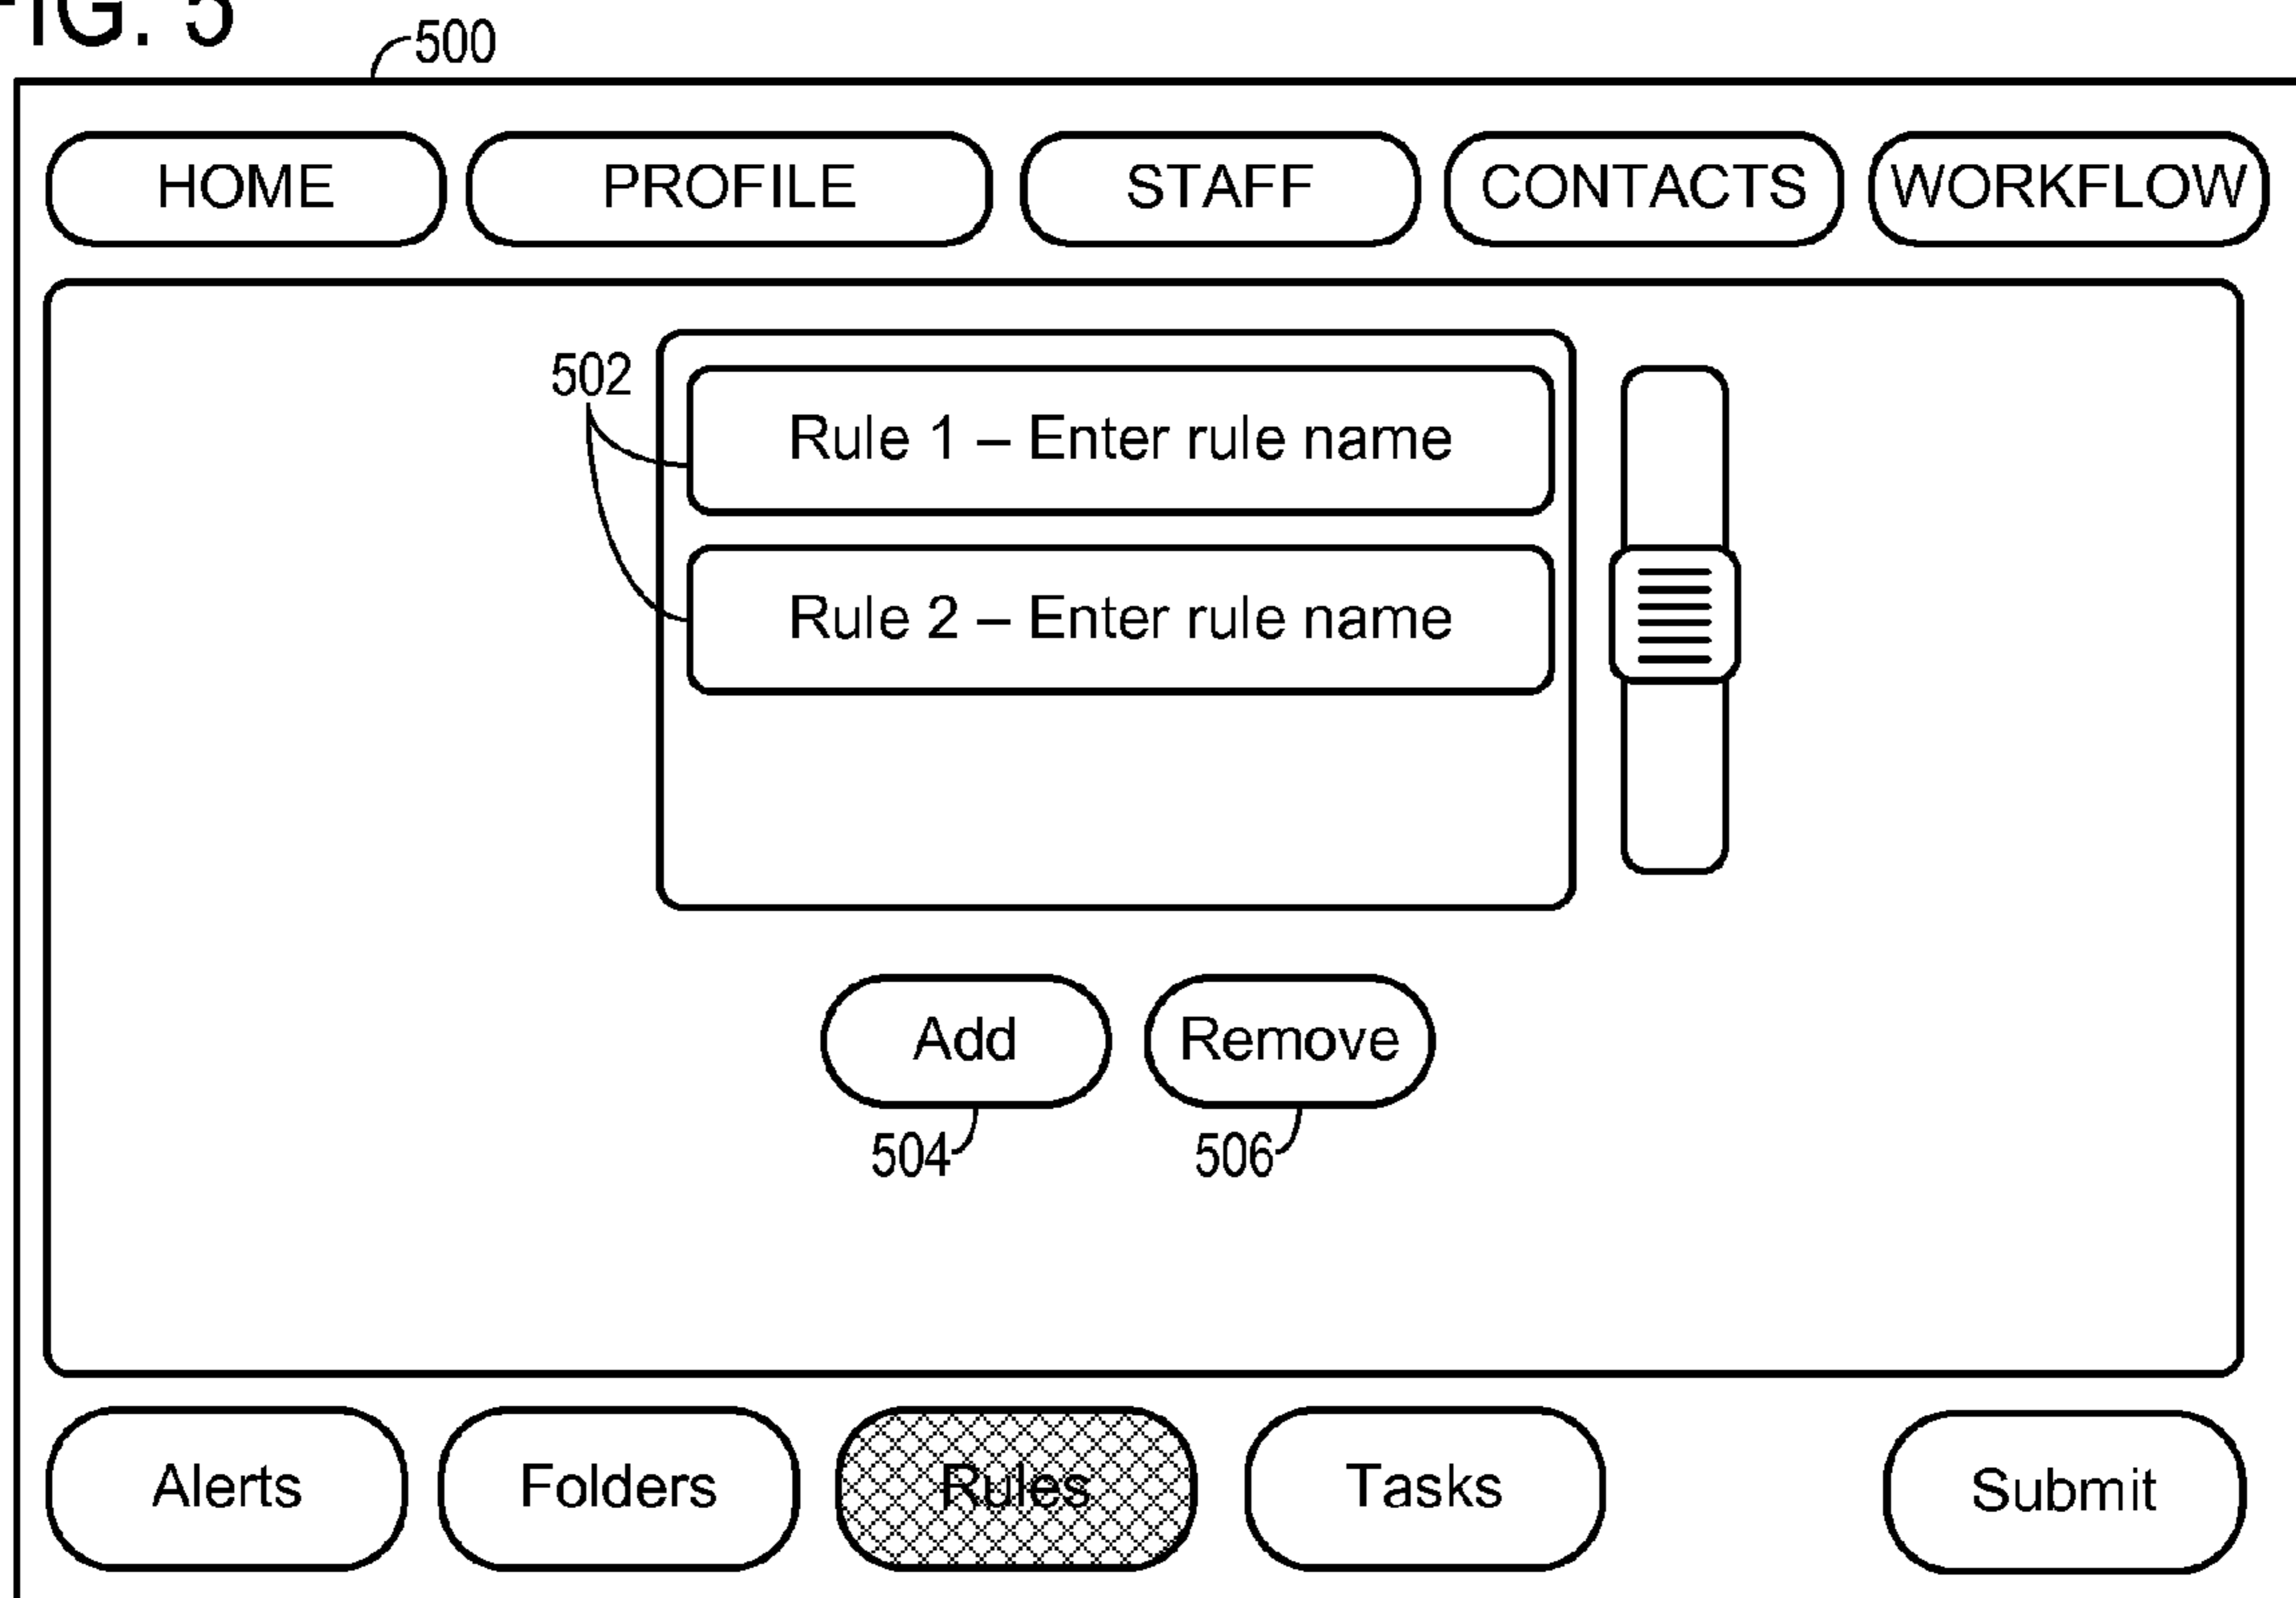 FIG. 5
500
HOME PROFILE STAFF CONTACTS WORKFLOW
502
Rule 1 – Enter rule name
Rule 2 – Enter rule name
Add Remove
504 506
Alerts Folders Rules Tasks Submit